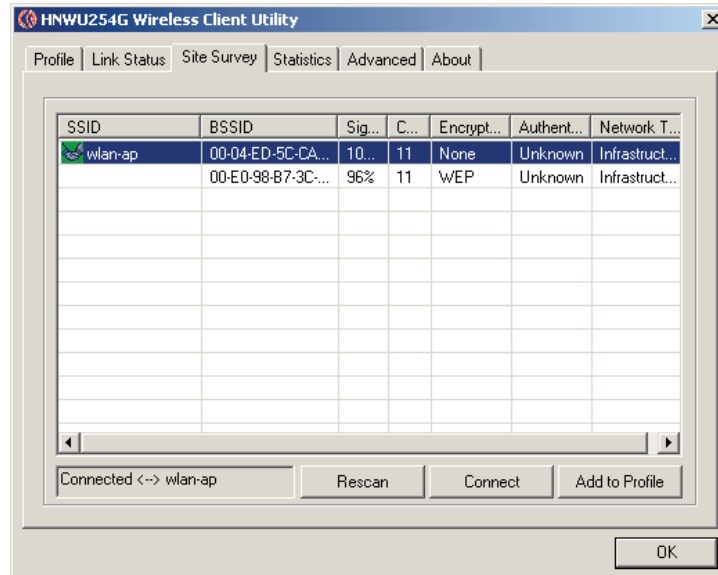 HNWU254G Wireless Client Utility
Profile Link Status Site Survey Statistics Advanced About
SSID BSSID Sig... C... Encrypt... Authent... Network T...
wlan-ap 00-04-ED-5C-CA... 10... 11 None Unknown Infrastruct...
00-E0-98-B7-3C-... 96% 11 WEP Unknown Infrastruct...
Connected <--> wlan-ap Rescan Connect Add to Profile
OK